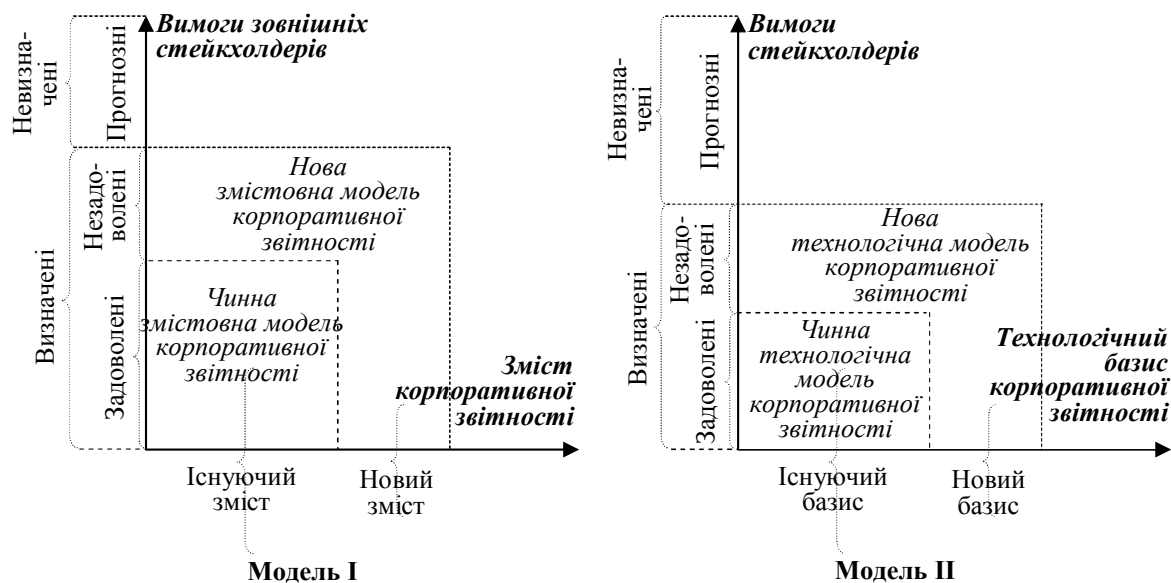 Вимоги зовнішніх
стейкхолдерів
Невизна-
чені
Прогнозні
Визначені
Незадо-
волені
Задоволені
Нова
змістовна модель
корпоративної
звітності
Чинна
змістовна модель
корпоративної
звітності
Зміст
корпоративної
звітності
Існуючий
зміст
Новий
зміст
Модель І
Вимоги
стейкхолдерів
Невизна-
чені
Прогнозні
Визначені
Незадо-
волені
Задоволені
Нова
технологічна модель
корпоративної
звітності
Чинна
технологічна
модель
корпоративної
звітності
Технологічний
базис
корпоративної
звітності
Існуючий
базис
Новий
базис
Модель ІІ